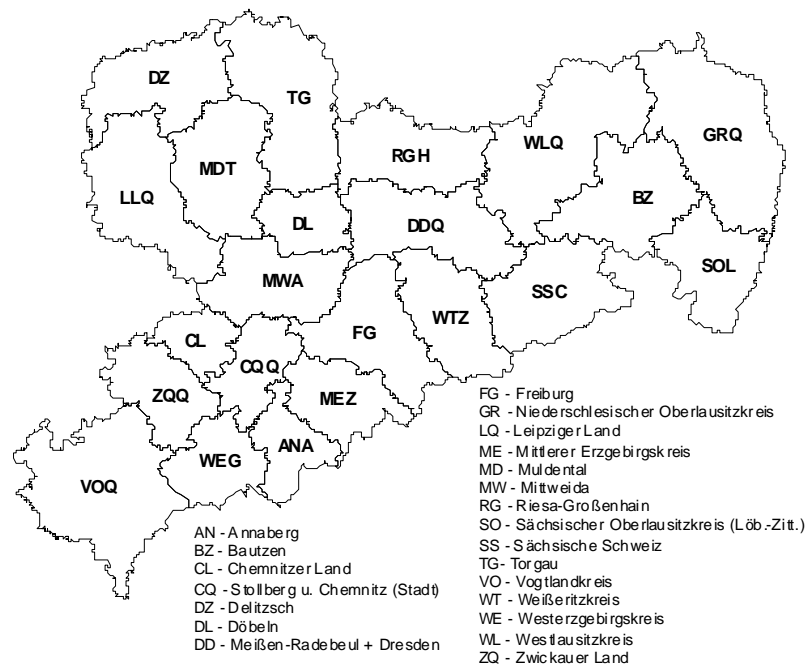 DZ
TG
WLQ
GRQ
RGH
MDT
LLQ
BZ
DL
DDQ
SOL
MWA
SSC
WTZ
FG
CL
CQQ
ZQQ
MEZ
ANA
WEG
VOQ
AN - Annaberg
BZ - Bautzen
CL - Chemnitzer Land
CQ - Stollberg u. Chemnitz (Stadt)
DZ - Delitzsch
DL - Döbeln
DD - Meißen-Radebeul + Dresden
FG - Freiburg
GR - Niederschlesischer Oberlausitzkreis
LQ - Leipziger Land
ME - Mittlerer Erzgebirgskreis
MD - Muldental
MW - Mittweida
RG - Riesa-Großenhain
SO - Sächsischer Oberlausitzkreis (Löb.-Zitt.)
SS - Sächsische Schweiz
TG - Torgau
VO - Vogtlandkreis
WT - Weißeritzkreis
WE - Westerzgebirgskreis
WL - Westlausitzkreis
ZQ - Zwickauer Land